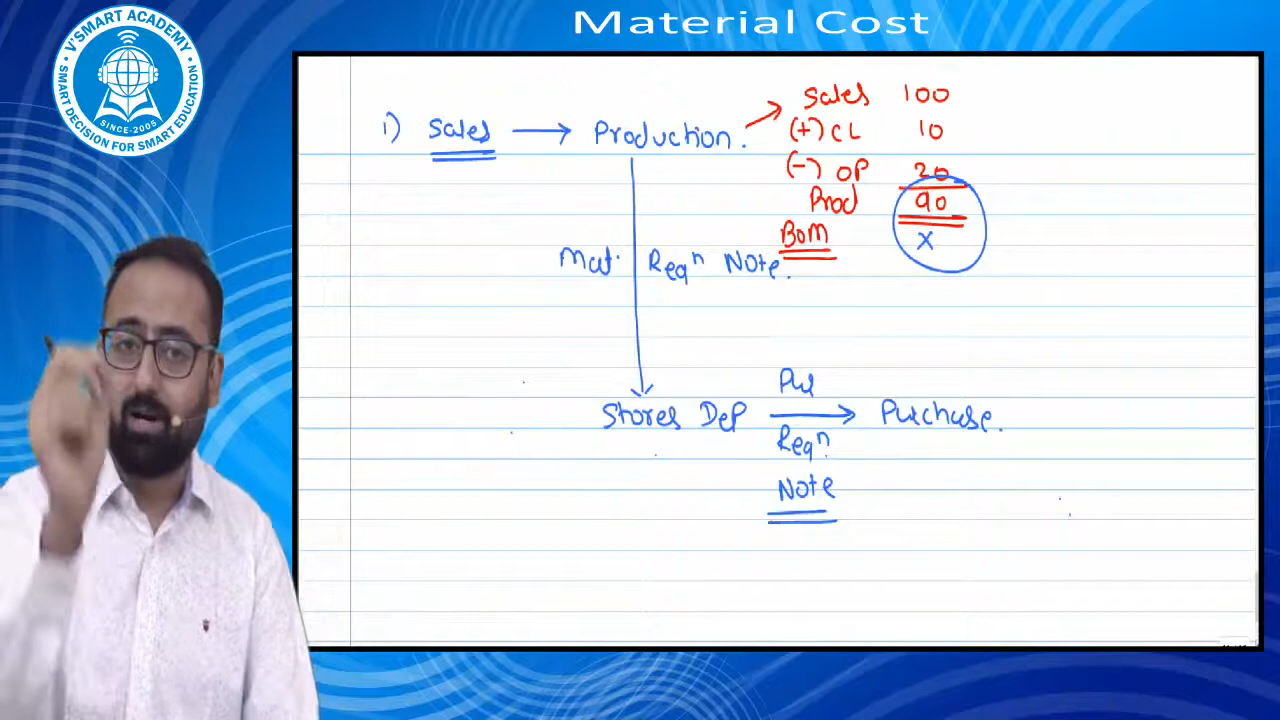 Material Cost
V'SMART ACADEMY
SINCE-2005
SMART DECISION FOR SMART EDUCATION
1) Sales → Production.
Sales 100
(+) CL 10
(-) OP 20
Prod 90
BOM X
Mat. Reqⁿ Note.
Stores Dep → Purchase.
Pur
Reqⁿ
Note